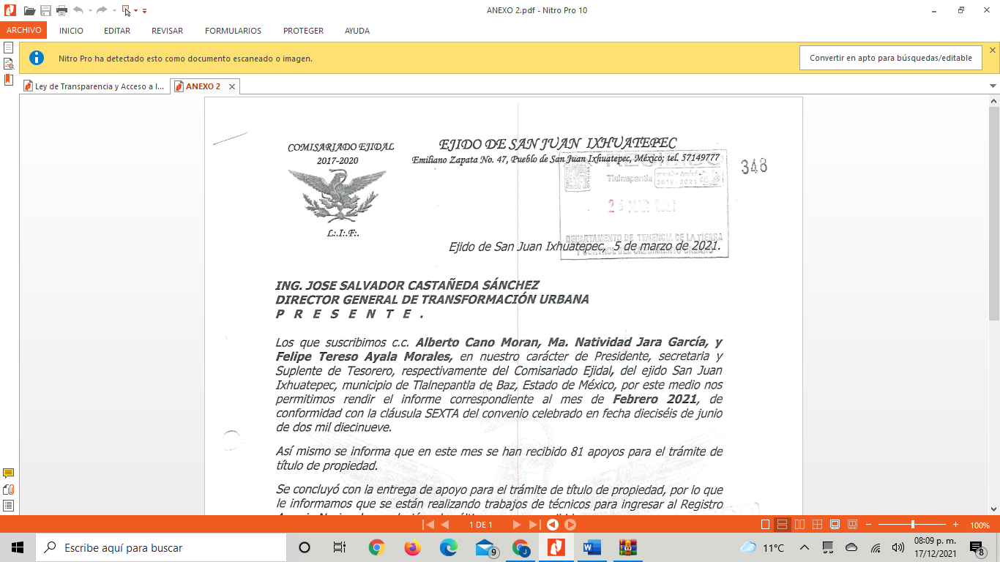 ANEXO 2.pdf - Nitro Pro 10
ARCHIVO INICIO EDITAR REVISAR FORMULARIOS PROTEGER AYUDA
Nitro Pro ha detectado esto como documento escaneado o imagen.
Convertir en apto para búsquedas/editable
Ley de Transparencia y Acceso a l... ANEXO 2
COMISARIADO EJIDAL
2017-2020
L:.I:.F:.
EJIDO DE SAN JUAN IXHUATEPEC
Emiliano Zapata No. 47, Pueblo de San Juan Ixhuatepec, México; tel. 57149777
348
RECIBIDO
Tlalnepantla
2019-2021
MAR 2021
DEPARTAMENTO DE TENENCIA DE LA TIERRA
Y CONTROL DEL CRECIMIENTO URBANO
Ejido de San Juan Ixhuatepec, 5 de marzo de 2021.
ING. JOSE SALVADOR CASTAÑEDA SÁNCHEZ
DIRECTOR GENERAL DE TRANSFORMACIÓN URBANA
P R E S E N T E .
Los que suscribimos c.c. Alberto Cano Moran, Ma. Natividad Jara García, y
Felipe Tereso Ayala Morales, en nuestro carácter de Presidente, secretaria y
Suplente de Tesorero, respectivamente del Comisariado Ejidal, del ejido San Juan
Ixhuatepec, municipio de Tlalnepantla de Baz, Estado de México, por este medio nos
permitimos rendir el informe correspondiente al mes de Febrero 2021, de
conformidad con la cláusula SEXTA del convenio celebrado en fecha dieciséis de junio
de dos mil diecinueve.
Así mismo se informa que en este mes se han recibido 81 apoyos para el trámite de
título de propiedad.
Se concluyó con la entrega de apoyo para el trámite de título de propiedad, por lo que
le informamos que se están realizando trabajos de técnicos para ingresar al Registro
1 DE 1
100%
Escribe aquí para buscar
9
J
11°C
08:09 p. m.
17/12/2021
8